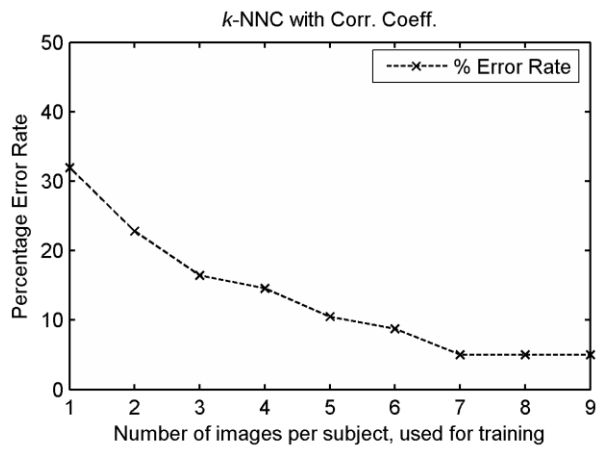 k-NNC with Corr. Coeff.
% Error Rate
Percentage Error Rate
50
40
30
20
10
0
1 2 3 4 5 6 7 8 9
Number of images per subject, used for training